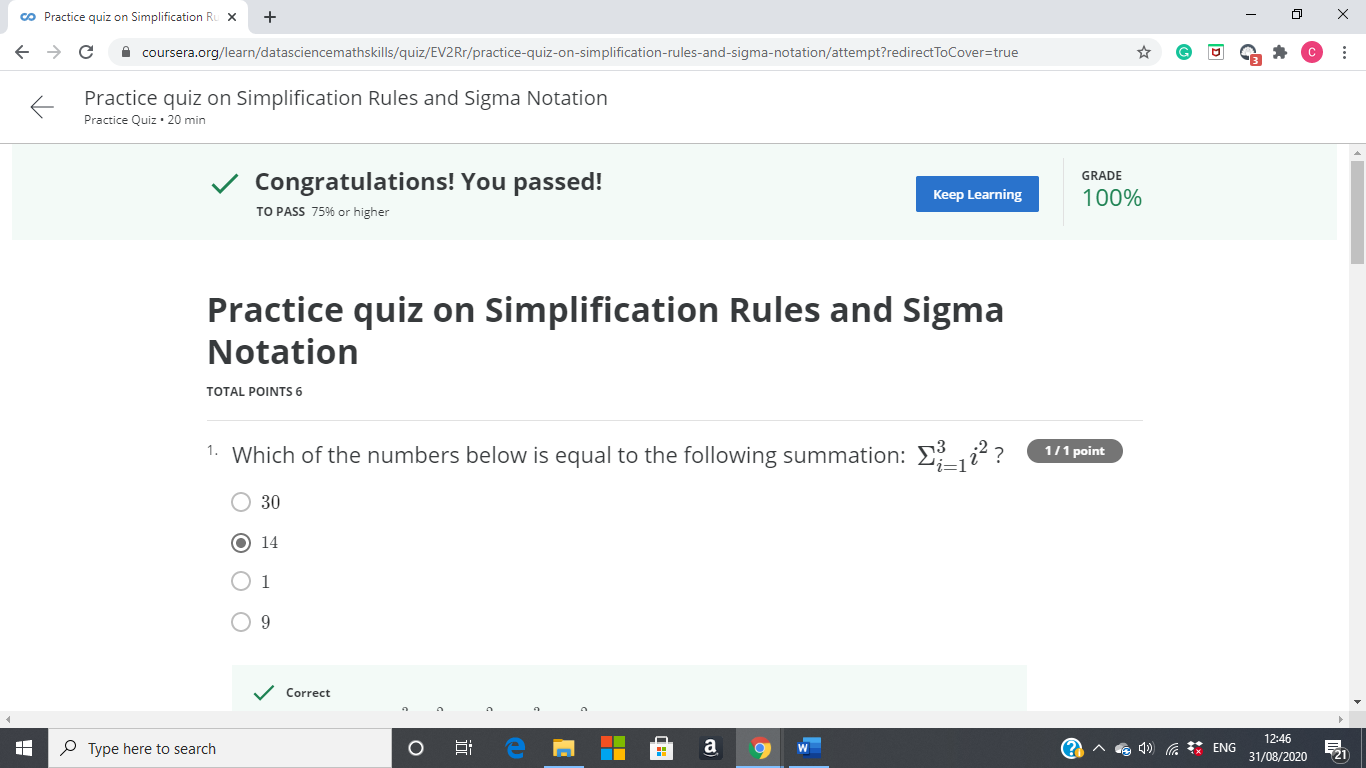 Practice quiz on Simplification Ru
coursera.org/learn/datasciencemathskills/quiz/EV2Rr/practice-quiz-on-simplification-rules-and-sigma-notation/attempt?redirectToCover=true
3
C
Practice quiz on Simplification Rules and Sigma Notation
Practice Quiz • 20 min
Congratulations! You passed!
TO PASS 75% or higher
Keep Learning
GRADE
100%
Practice quiz on Simplification Rules and Sigma
Notation
TOTAL POINTS 6
1. Which of the numbers below is equal to the following summation: Σ³ᵢ₌₁ i² ?
1 / 1 point
30
14
1
9
Correct
Type here to search
ENG
12:46
31/08/2020
21